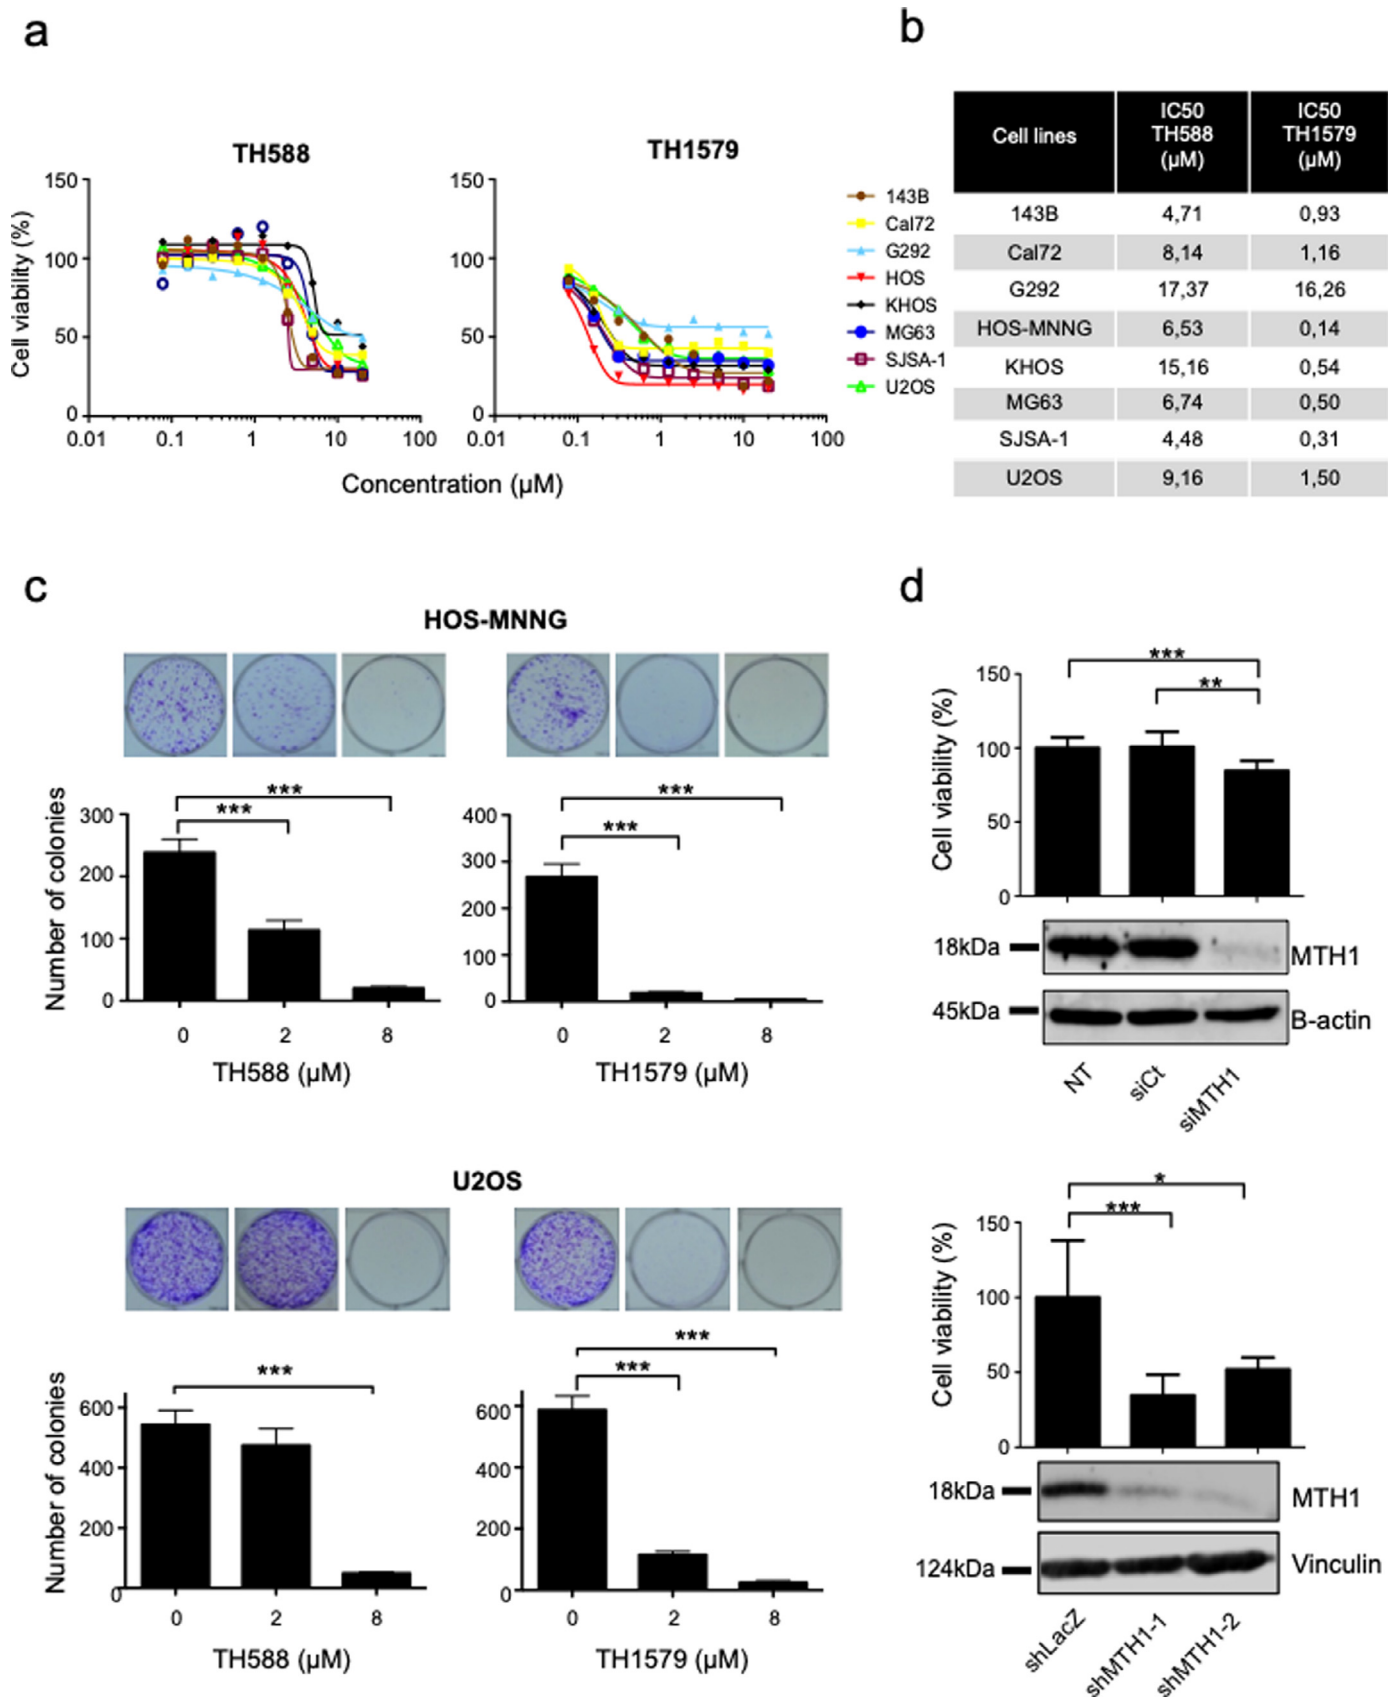 a
TH588
150
100
50
0
0.01 0.1 1 10 100
Cell viability (%)
TH1579
150
100
50
0
0.01 0.1 1 10 100
Concentration (µM)
143B
Cal72
G292
HOS
KHOS
MG63
SJSA-1
U2OS
b
Cell lines IC50 TH588 (µM) IC50 TH1579 (µM)
143B 4,71 0,93
Cal72 8,14 1,16
G292 17,37 16,26
HOS-MNNG 6,53 0,14
KHOS 15,16 0,54
MG63 6,74 0,50
SJSA-1 4,48 0,31
U2OS 9,16 1,50
c
HOS-MNNG
***
***
300
200
100
0
Number of colonies
0 2 8
TH588 (µM)
***
***
400
300
200
100
0
0 2 8
TH1579 (µM)
U2OS
***
600
400
200
0
Number of colonies
0 2 8
TH588 (µM)
***
***
600
400
200
0
0 2 8
TH1579 (µM)
d
***
**
150
100
50
0
Cell viability (%)
18kDa MTH1
45kDa B-actin
NT siCt siMTH1
*
***
150
100
50
0
Cell viability (%)
18kDa MTH1
124kDa Vinculin
shLacZ shMTH1-1 shMTH1-2